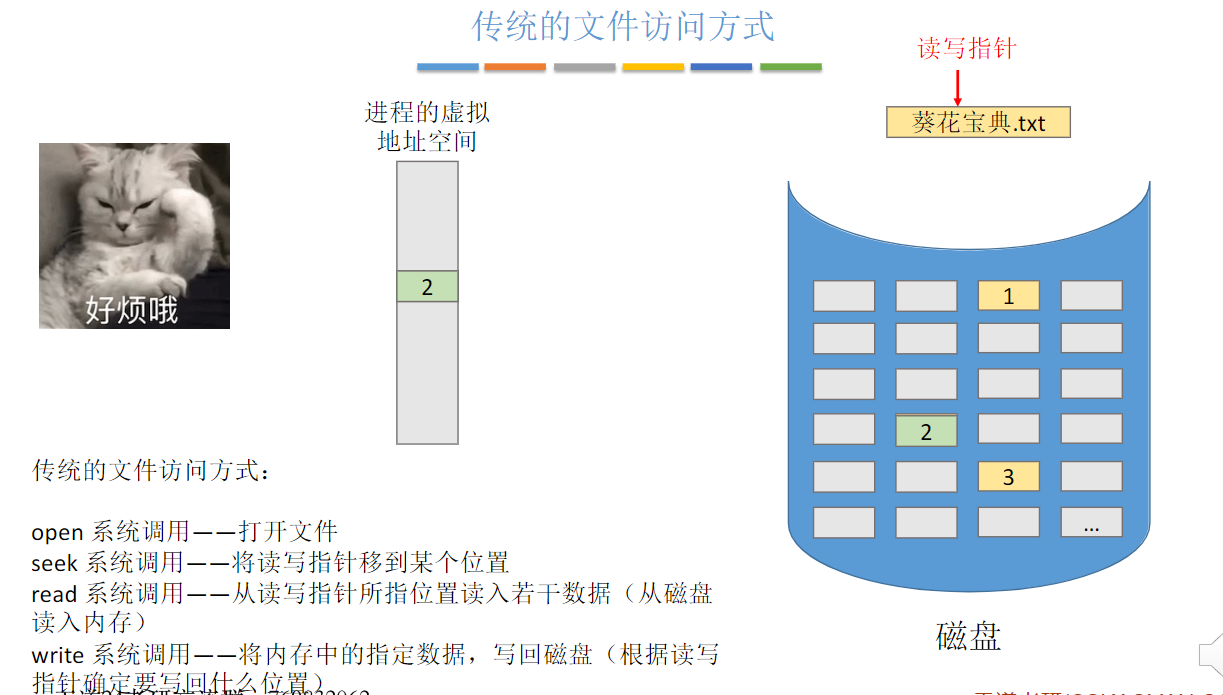 传统的文件访问方式
读写指针
葵花宝典.txt
进程的虚拟
地址空间
2
好烦哦
1
2
3
...
磁盘
传统的文件访问方式：
open 系统调用——打开文件
seek 系统调用——将读写指针移到某个位置
read 系统调用——从读写指针所指位置读入若干数据（从磁盘
读入内存）
write 系统调用——将内存中的指定数据，写回磁盘（根据读写
指针确定要写回什么位置）